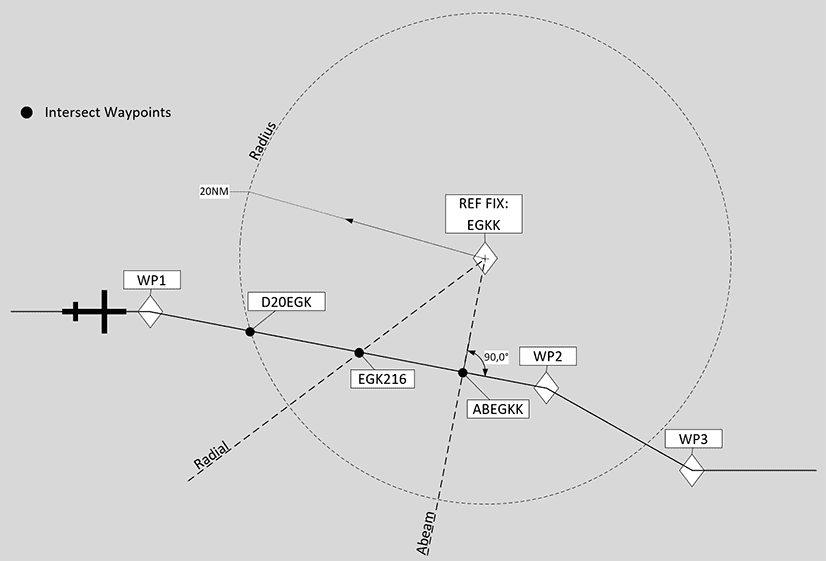 Intersect Waypoints
Radius
20NM
REF FIX:
EGKK
WP1
D20EGK
90,0°
WP2
EGK216
ABEGKK
WP3
Radial
Abeam